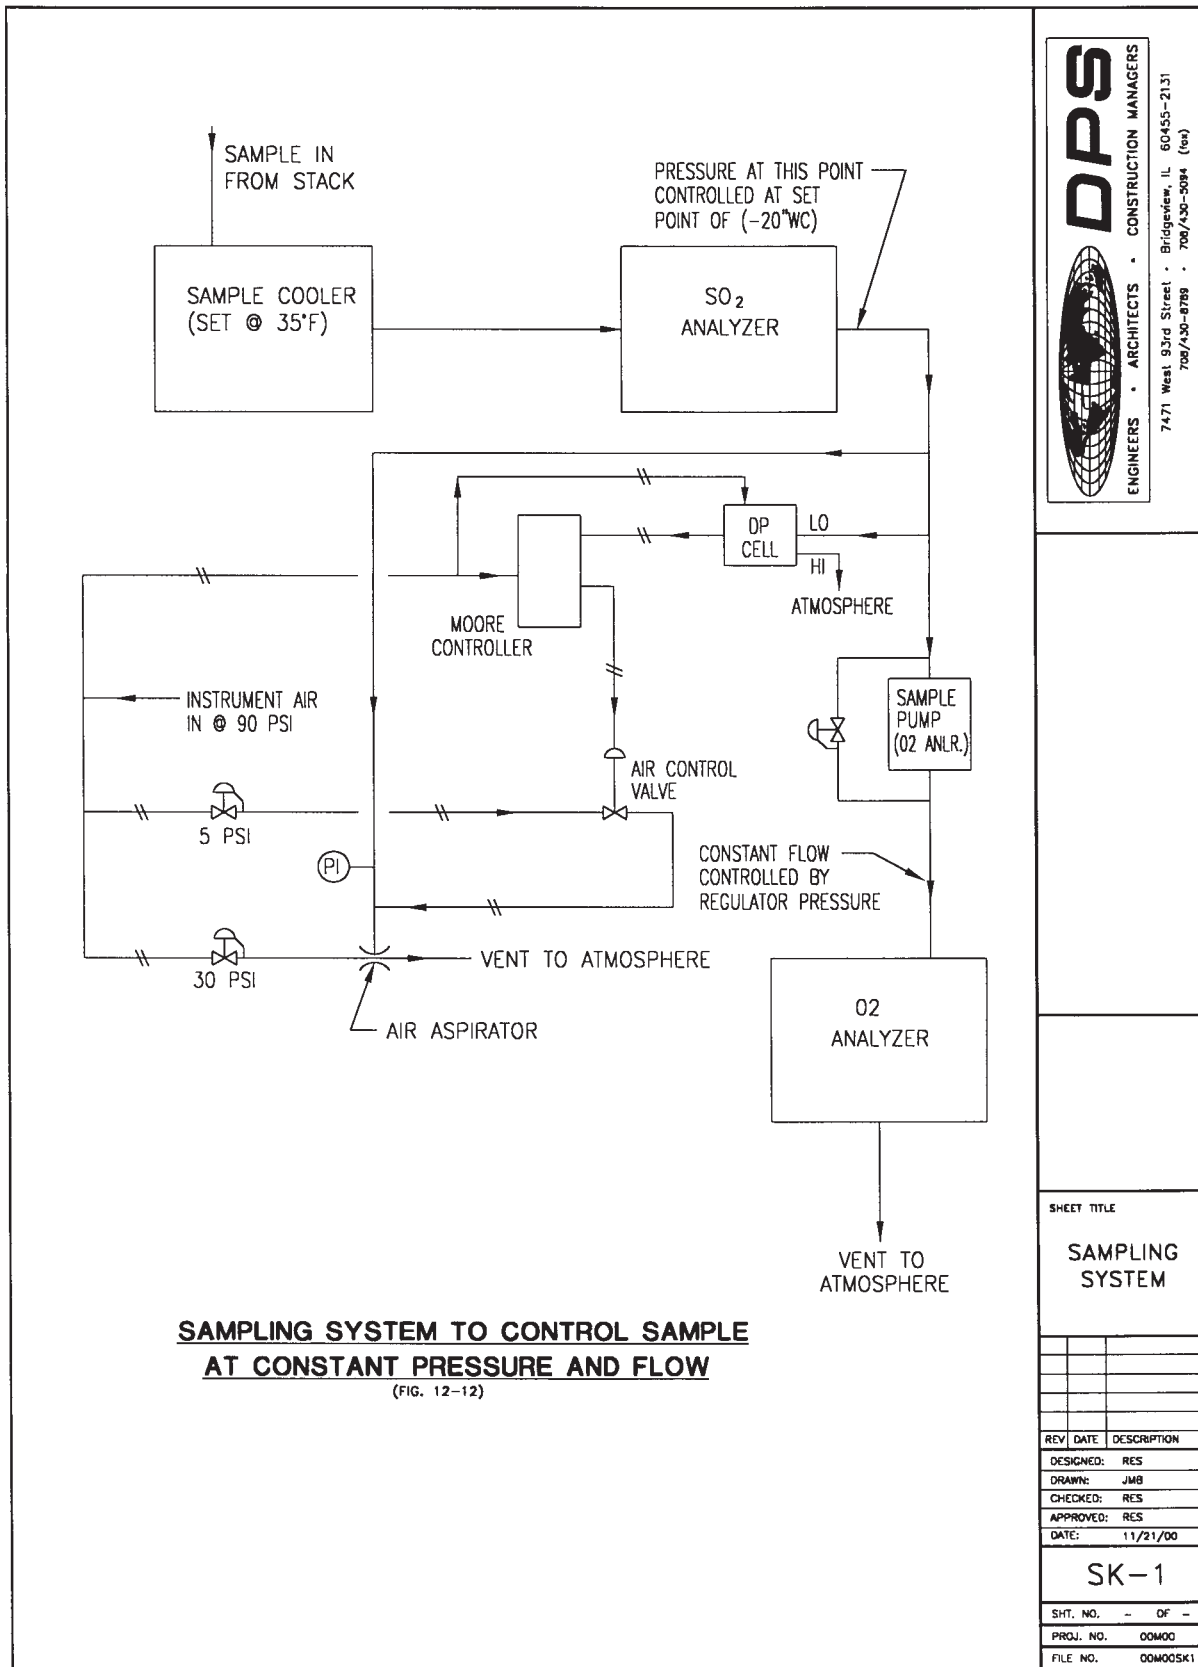 SAMPLE IN
FROM STACK
PRESSURE AT THIS POINT
CONTROLLED AT SET
POINT OF (-20"WC)
SAMPLE COOLER
(SET @ 35°F)
SO₂
ANALYZER
DP
CELL
LO
HI
ATMOSPHERE
MOORE
CONTROLLER
INSTRUMENT AIR
IN @ 90 PSI
SAMPLE
PUMP
(02 ANLR.)
AIR CONTROL
VALVE
5 PSI
PI
CONSTANT FLOW
CONTROLLED BY
REGULATOR PRESSURE
30 PSI
VENT TO ATMOSPHERE
AIR ASPIRATOR
02
ANALYZER
VENT TO
ATMOSPHERE
SAMPLING SYSTEM TO CONTROL SAMPLE
AT CONSTANT PRESSURE AND FLOW
(FIG. 12-12)
DPS
ENGINEERS • ARCHITECTS • CONSTRUCTION MANAGERS
7471 West 93rd Street • Bridgeview, IL 60455-2131
708/430-8789 • 708/430-5094 (fax)
SHEET TITLE
SAMPLING
SYSTEM
REV DATE DESCRIPTION
DESIGNED: RES
DRAWN: JMB
CHECKED: RES
APPROVED: RES
DATE: 11/21/00
SK-1
SHT. NO. - OF -
PROJ. NO. 00M00
FILE NO. 00M00SK1